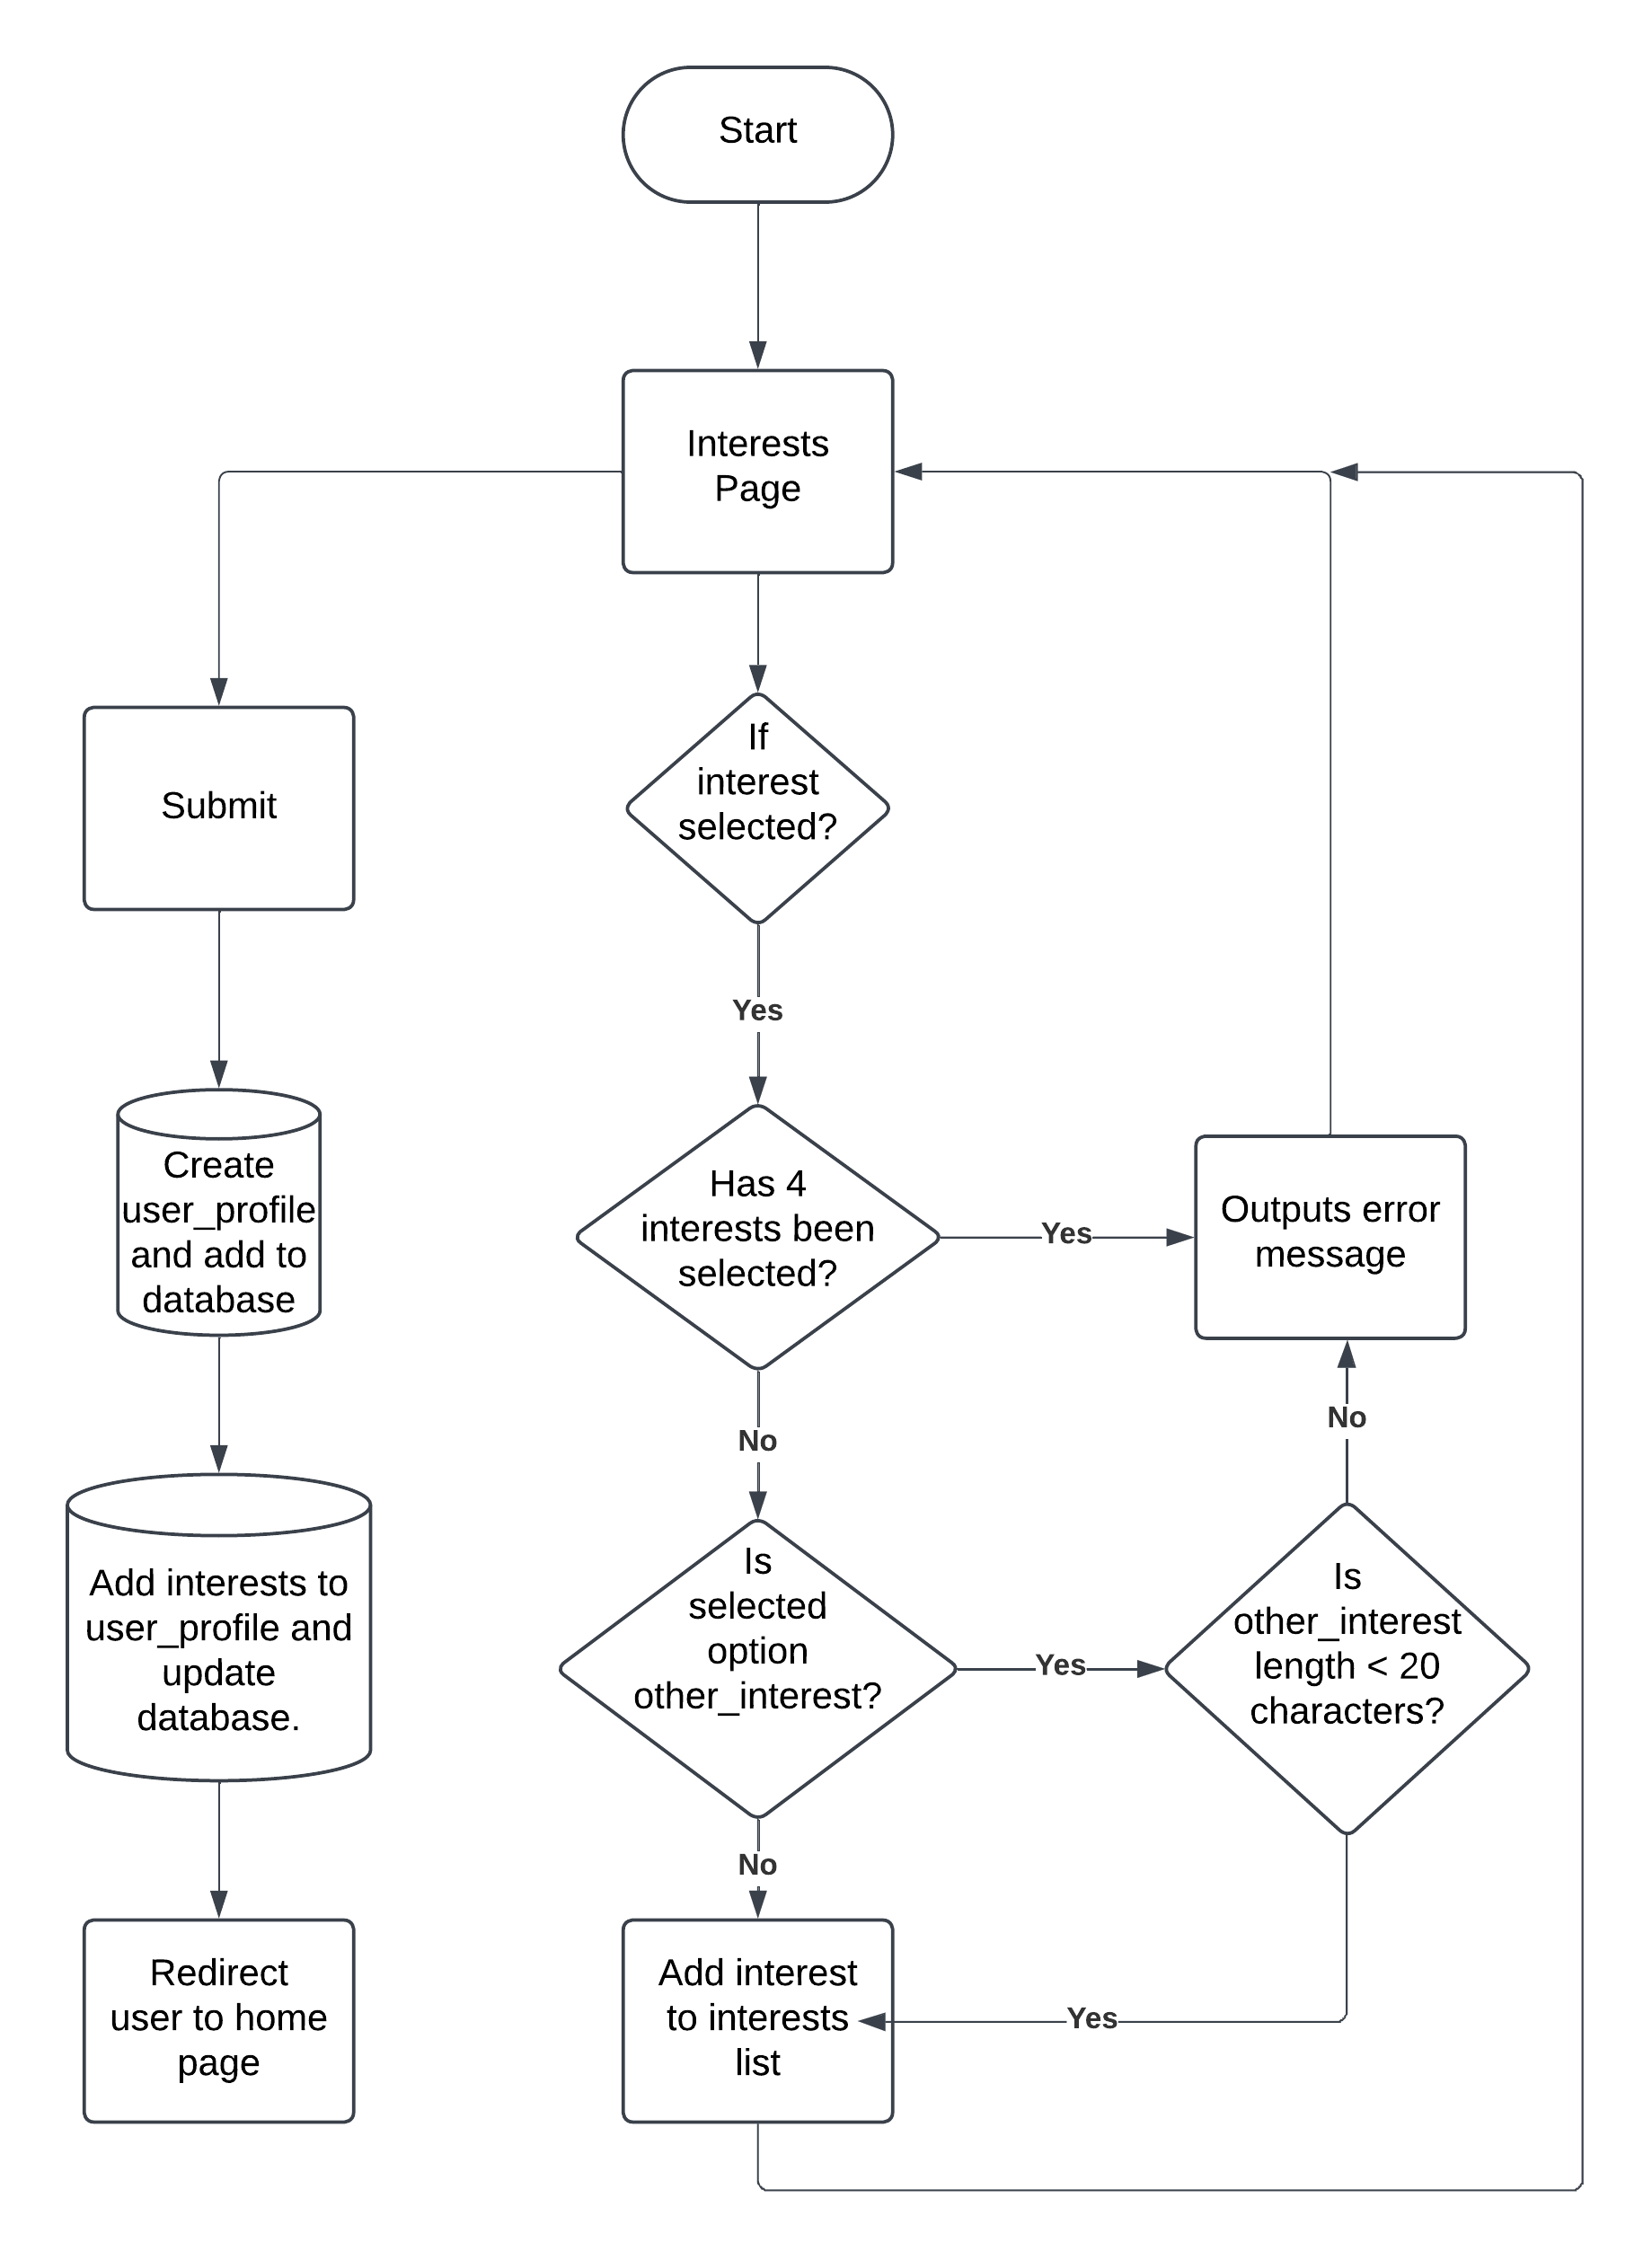 Start
Interests
Page
Submit
If
interest
selected?
Yes
Create
user_profile
and add to
database
Has 4
interests been
selected?
Yes
Outputs error
message
No
No
Add interests to
user_profile and
update
database.
Is
selected
option
other_interest?
Yes
Is
other_interest
length < 20
characters?
No
Redirect
user to home
page
Add interest
to interests
list
Yes